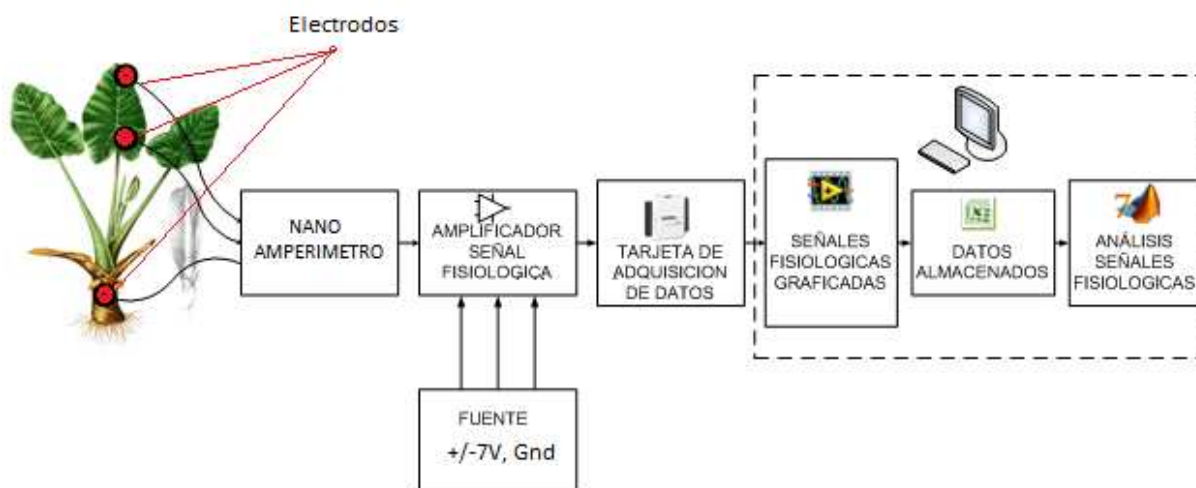 Electrodos
NANO
AMPERIMETRO
AMPLIFICADOR
SEÑAL
FISIOLOGICA
TARJETA DE
ADQUISICION
DE DATOS
SEÑALES
FISIOLOGICAS
GRAFICADAS
DATOS
ALMACENADOS
7
ANÁLISIS
SEÑALES
FISIOLOGICAS
FUENTE
+/-7V, Gnd